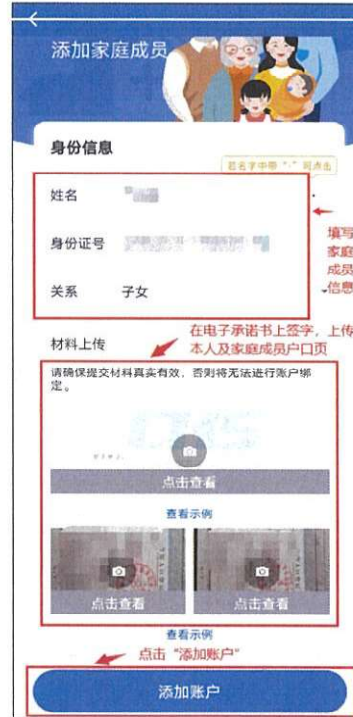 添加家庭成员
身份信息
若名字中带“·”可点击
姓名
身份证号
关系 子女
填写
家庭
成员
信息
在电子承诺书上签字，上传
本人及家庭成员户口页
材料上传
请确保提交材料真实有效，否则将无法进行账户绑
定。
点击查看
查看示例
点击查看 点击查看
查看示例
点击“添加账户”
添加账户